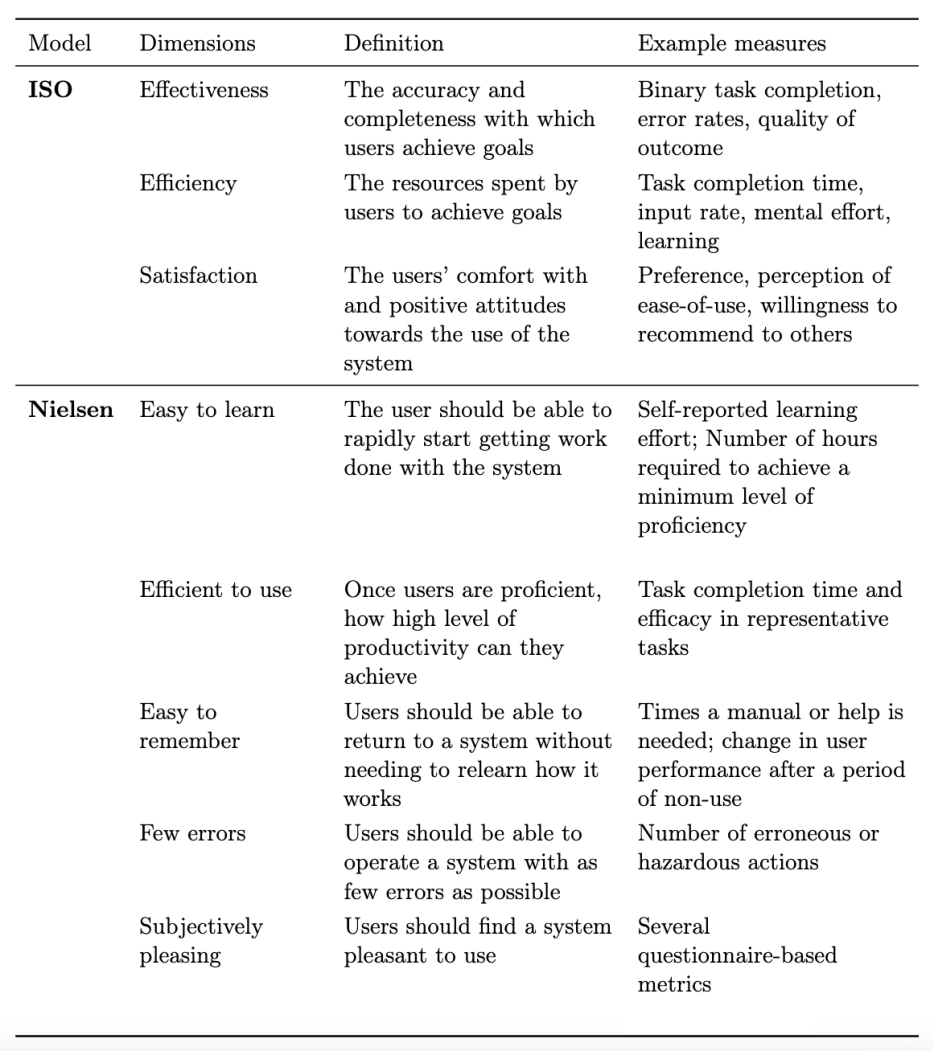 Model Dimensions Definition Example measures
ISO Effectiveness The accuracy and completeness with which users achieve goals Binary task completion, error rates, quality of outcome
Efficiency The resources spent by users to achieve goals Task completion time, input rate, mental effort, learning
Satisfaction The users’ comfort with and positive attitudes towards the use of the system Preference, perception of ease-of-use, willingness to recommend to others
Nielsen Easy to learn The user should be able to rapidly start getting work done with the system Self-reported learning effort; Number of hours required to achieve a minimum level of proficiency
Efficient to use Once users are proficient, how high level of productivity can they achieve Task completion time and efficacy in representative tasks
Easy to remember Users should be able to return to a system without needing to relearn how it works Times a manual or help is needed; change in user performance after a period of non-use
Few errors Users should be able to operate a system with as few errors as possible Number of erroneous or hazardous actions
Subjectively pleasing Users should find a system pleasant to use Several questionnaire-based metrics